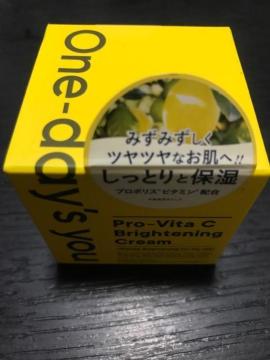 One-day's you
みずみずしく
ツヤツヤなお肌へ!!
しっとりと保湿
プロポリス*ビタミン*配合
Pro-Vita C
Brightening
Cream